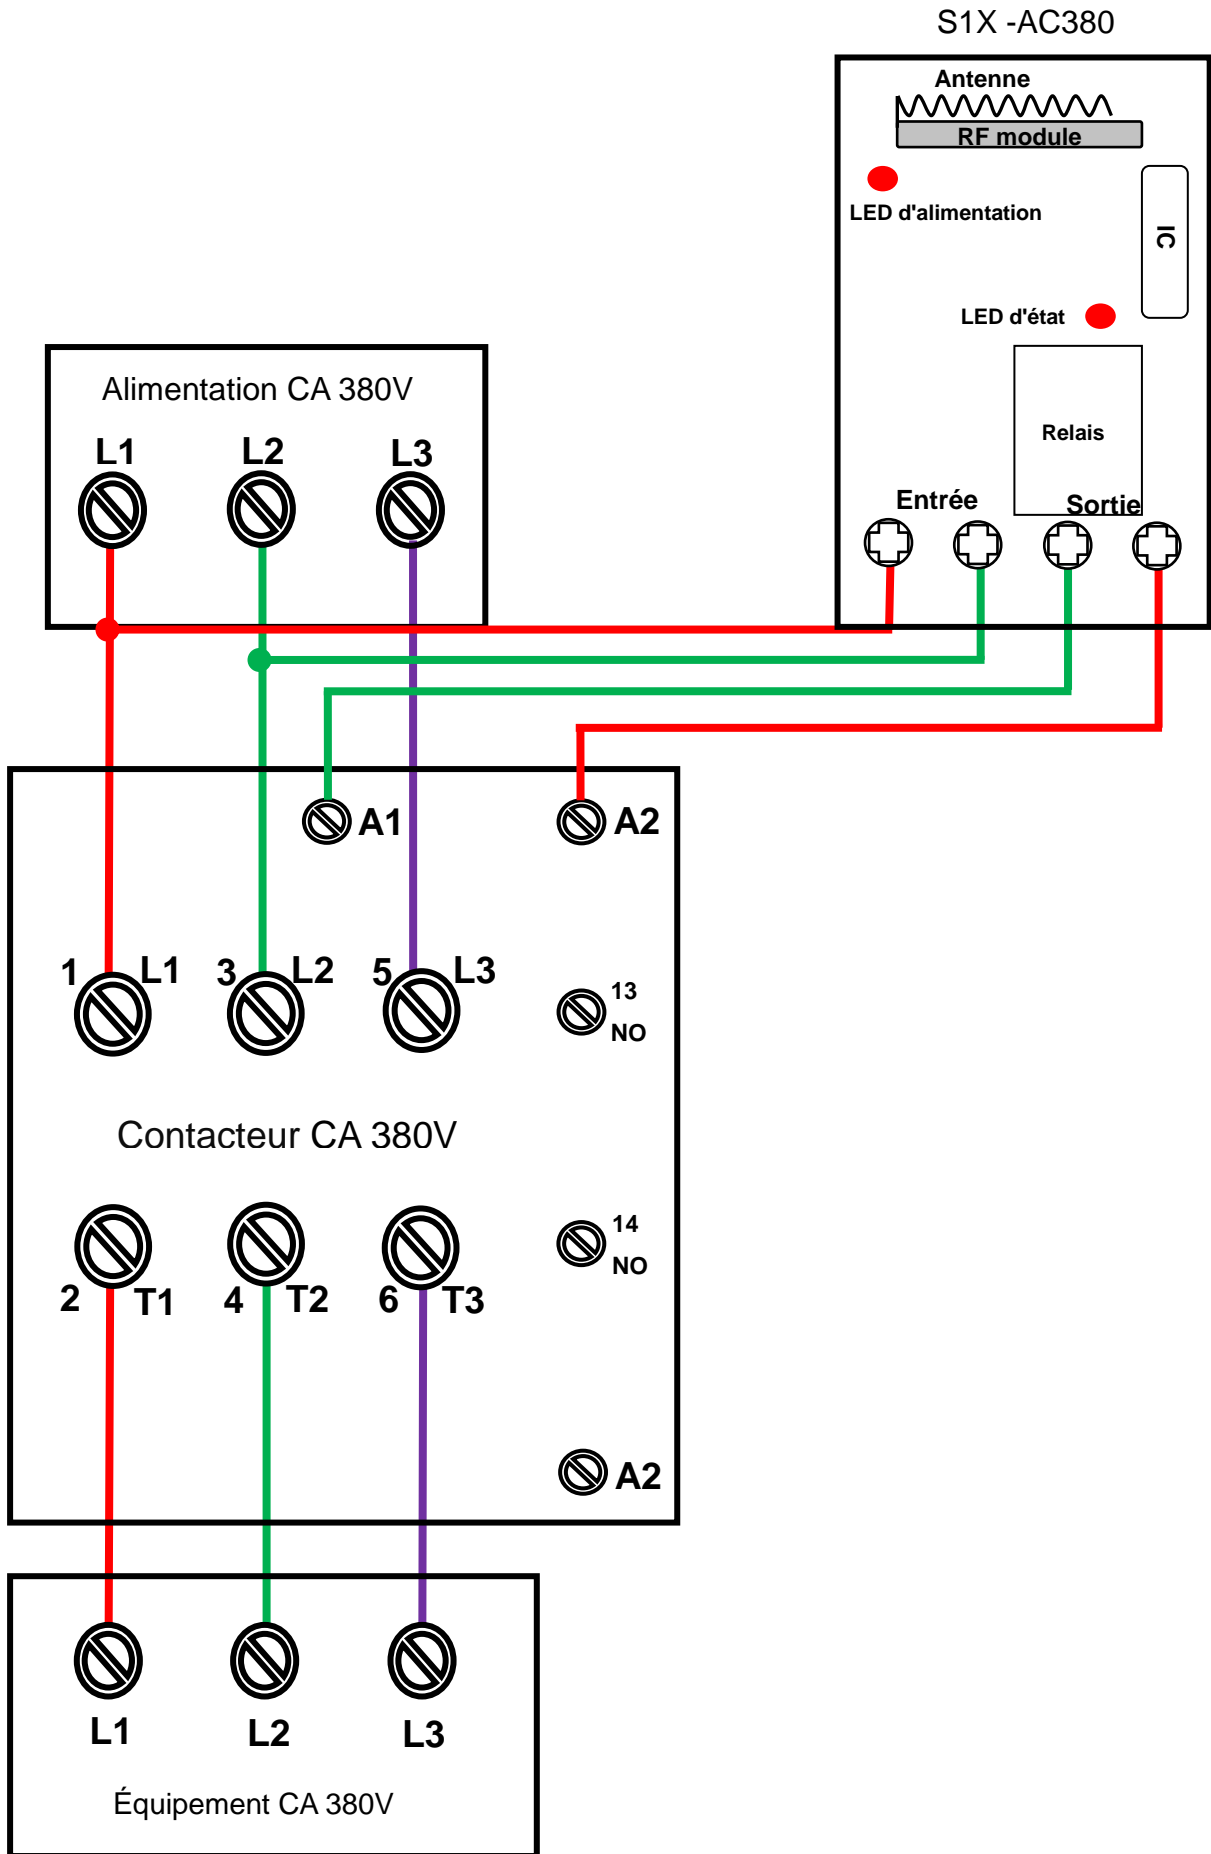 S1X -AC380
Antenne
RF module
LED d'alimentation
IC
LED d'état
Relais
Entrée
Sortie
Alimentation CA 380V
L1 L2 L3
A1 A2
1 L1 3 L2 5 L3
13
NO
Contacteur CA 380V
14
NO
2 T1 4 T2 6 T3
A2
L1 L2 L3
Équipement CA 380V